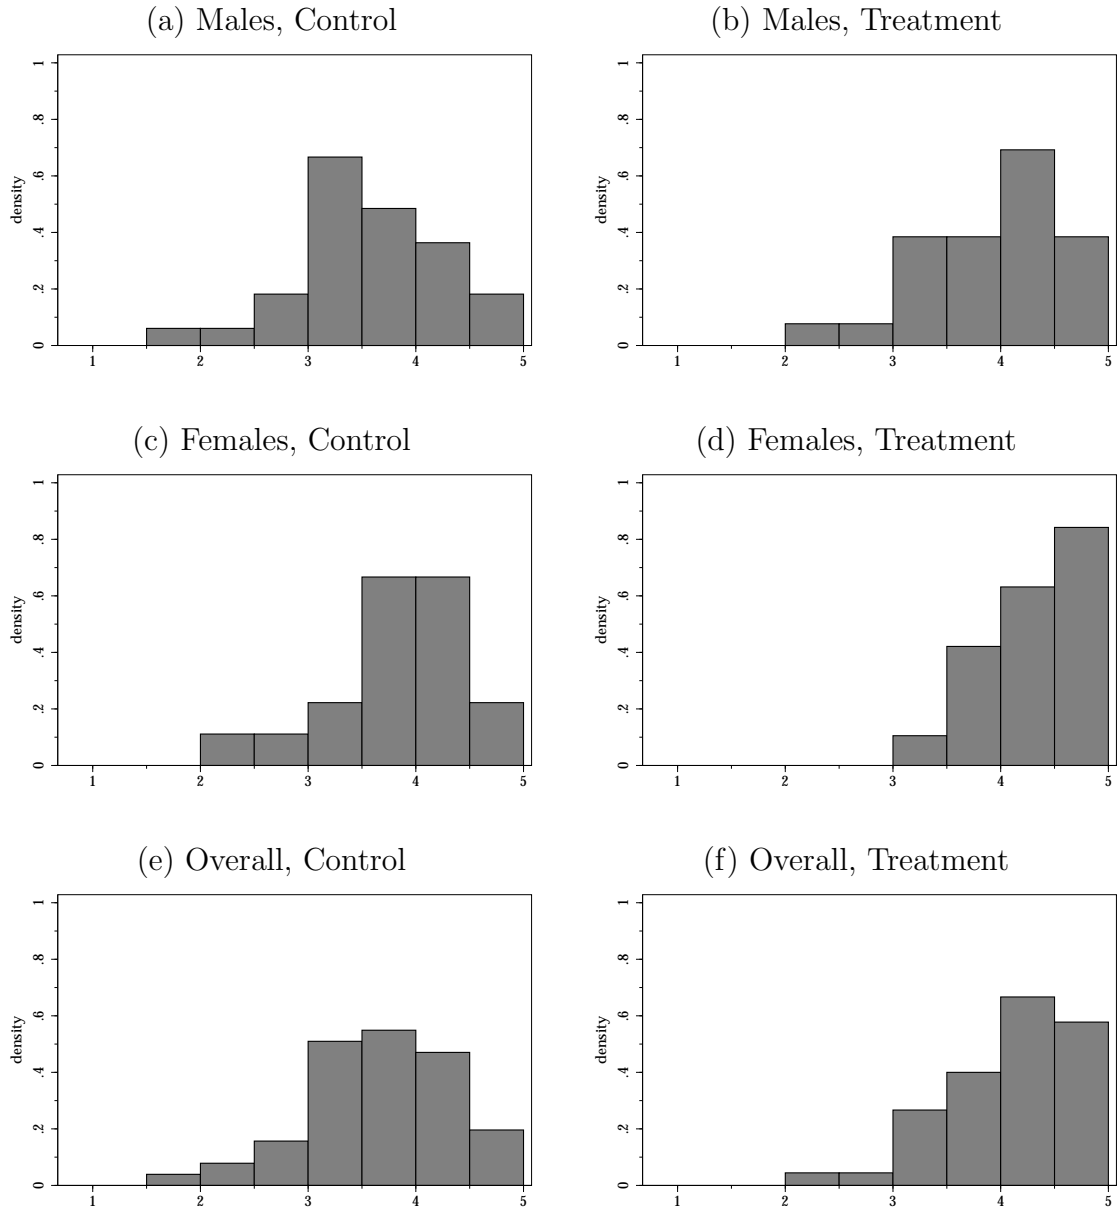 (a) Males, Control
1
.8
.6
.4
.2
0
density
1 2 3 4 5
(b) Males, Treatment
1
.8
.6
.4
.2
0
density
1 2 3 4 5
(c) Females, Control
1
.8
.6
.4
.2
0
density
1 2 3 4 5
(d) Females, Treatment
1
.8
.6
.4
.2
0
density
1 2 3 4 5
(e) Overall, Control
1
.8
.6
.4
.2
0
density
1 2 3 4 5
(f) Overall, Treatment
1
.8
.6
.4
.2
0
density
1 2 3 4 5